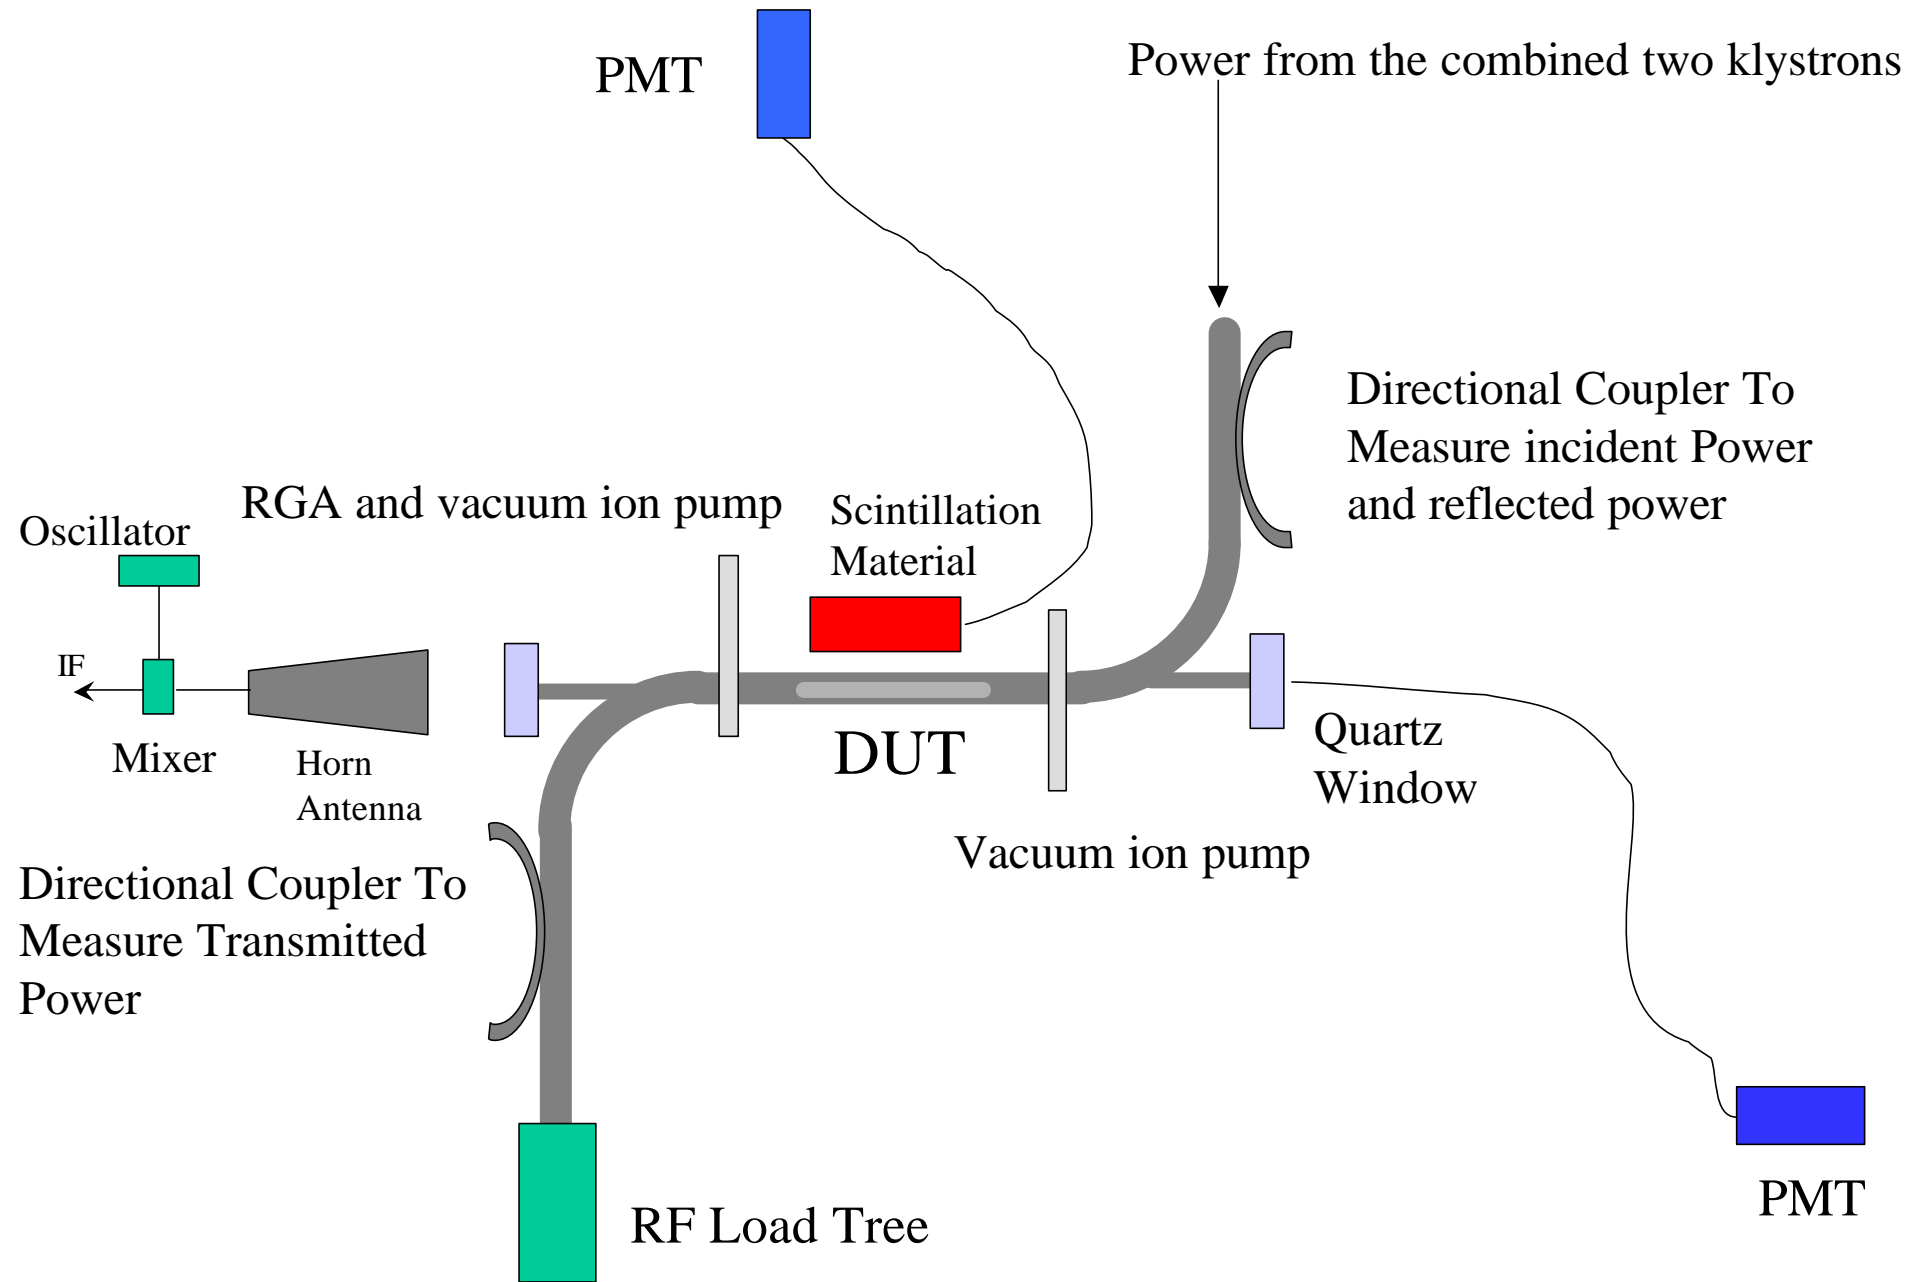 PMT
Power from the combined two klystrons
Directional Coupler To
Measure incident Power
and reflected power
RGA and vacuum ion pump
Scintillation
Material
Oscillator
IF
Mixer
Horn
Antenna
DUT
Quartz
Window
Vacuum ion pump
Directional Coupler To
Measure Transmitted
Power
PMT
RF Load Tree